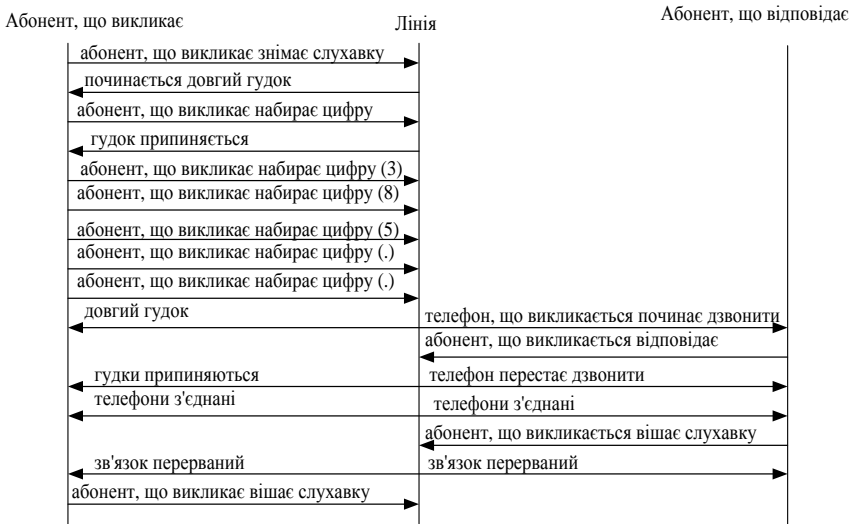 Абонент, що викликає
Лінія
Абонент, що відповідає
абонент, що викликає знімає слухавку
починається довгий гудок
абонент, що викликає набирає цифру
гудок припиняється
абонент, що викликає набирає цифру (3)
абонент, що викликає набирає цифру (8)
абонент, що викликає набирає цифру (5)
абонент, що викликає набирає цифру (.)
абонент, що викликає набирає цифру (.)
довгий гудок
телефон, що викликається починає дзвонити
абонент, що викликається відповідає
гудки припиняються
телефон перестає дзвонити
телефони з'єднані
телефони з'єднані
абонент, що викликається вішає слухавку
зв'язок перерваний
зв'язок перерваний
абонент, що викликає вішає слухавку